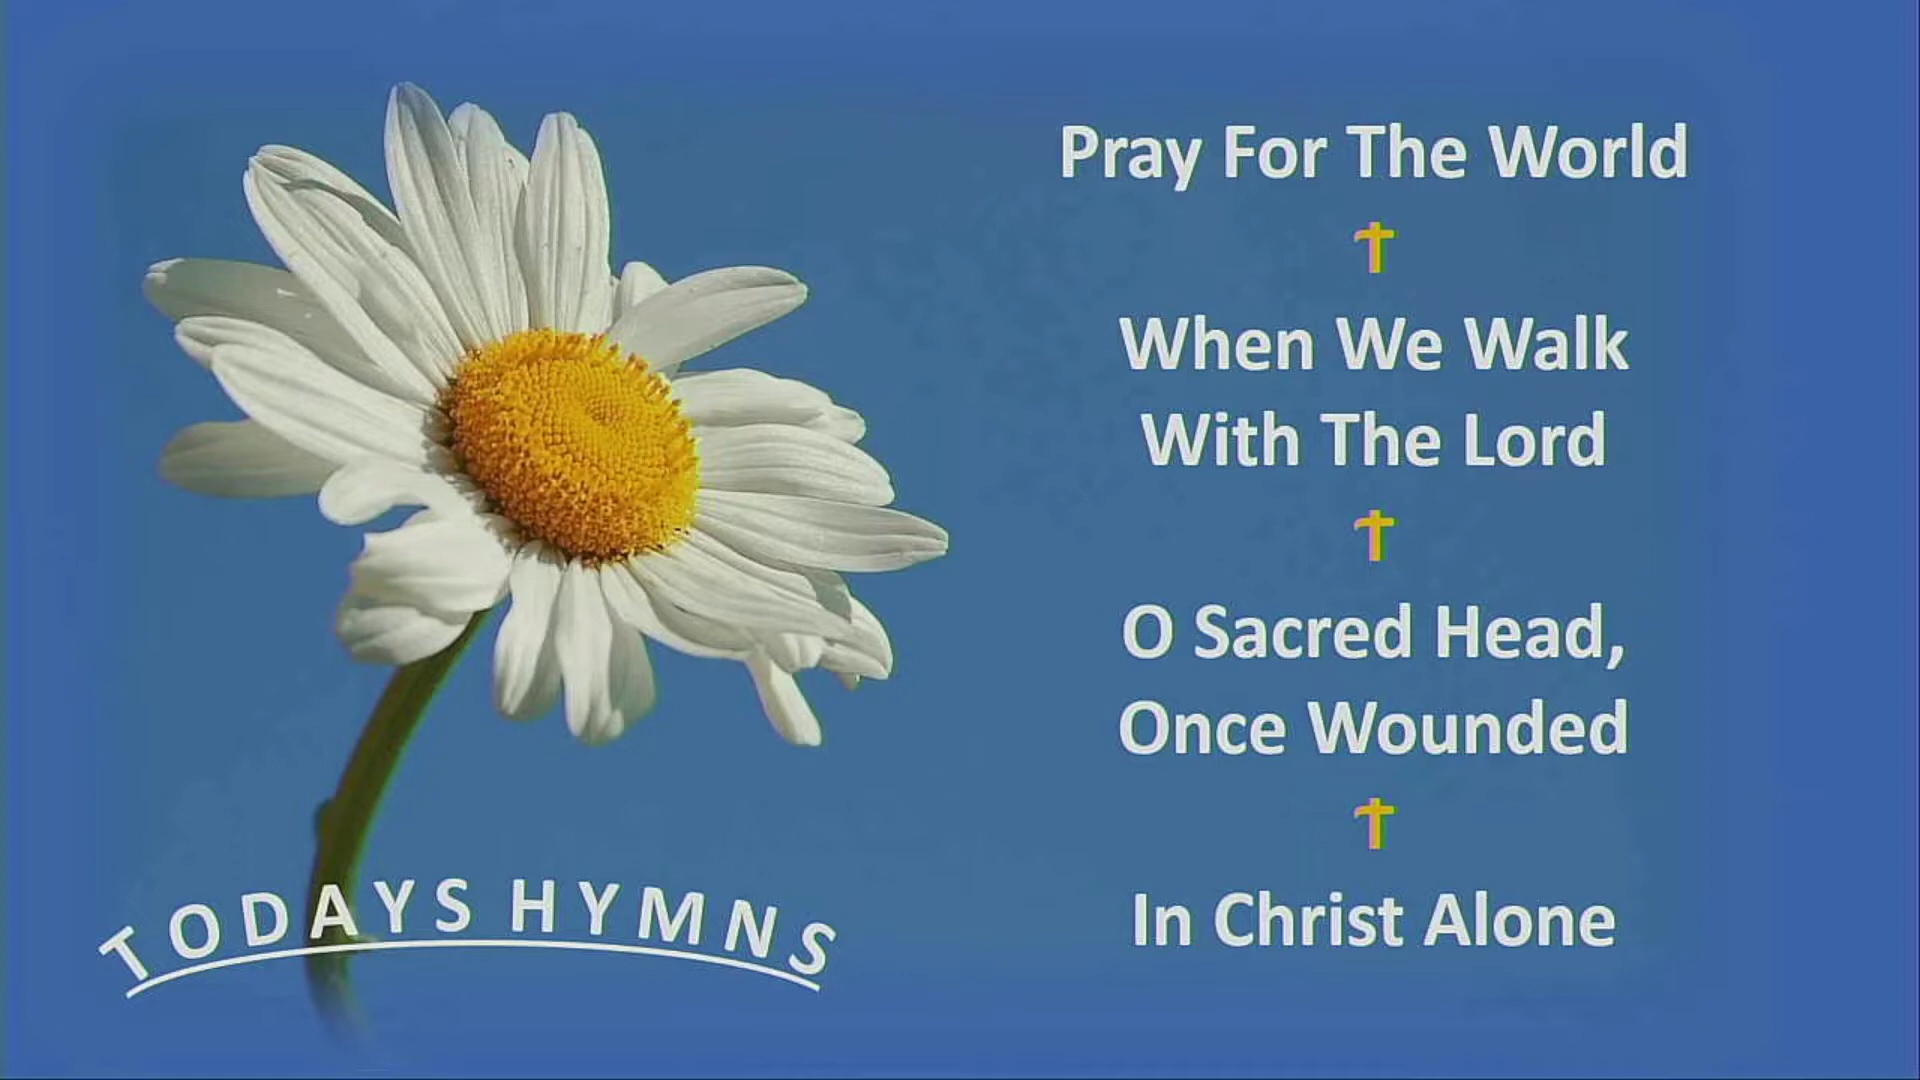 Pray For The World
When We Walk
With The Lord
O Sacred Head,
Once Wounded
In Christ Alone
TODAYS HYMNS